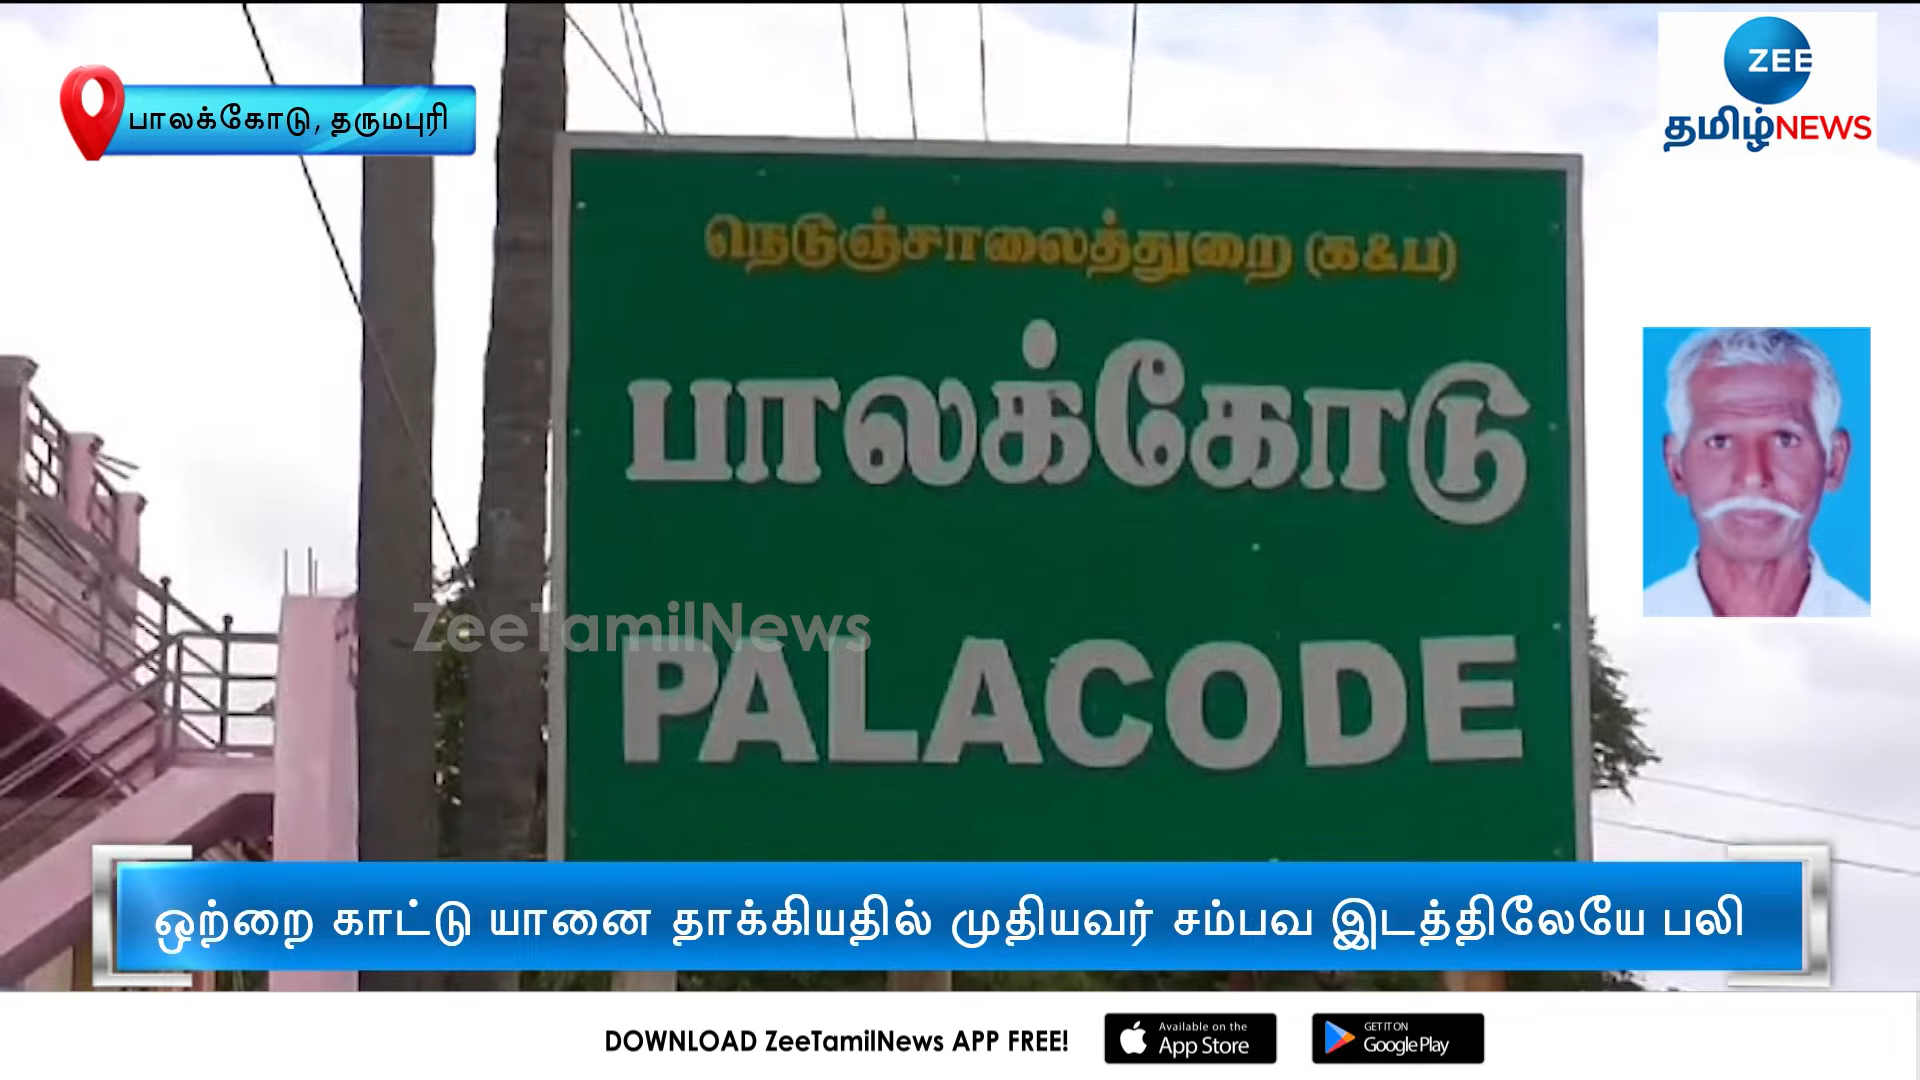 பாலக்கோடு, தருமபுரி
ZEE
தமிழ்NEWS
நெடுஞ்சாலைத்துறை (க&ப)
பாலக்கோடு
ZeeTamilNews
PALACODE
ஒற்றை காட்டு யானை தாக்கியதில் முதியவர் சம்பவ இடத்திலேயே பலி
DOWNLOAD ZeeTamilNews APP FREE!
Available on the
App Store
GET IT ON
Google Play